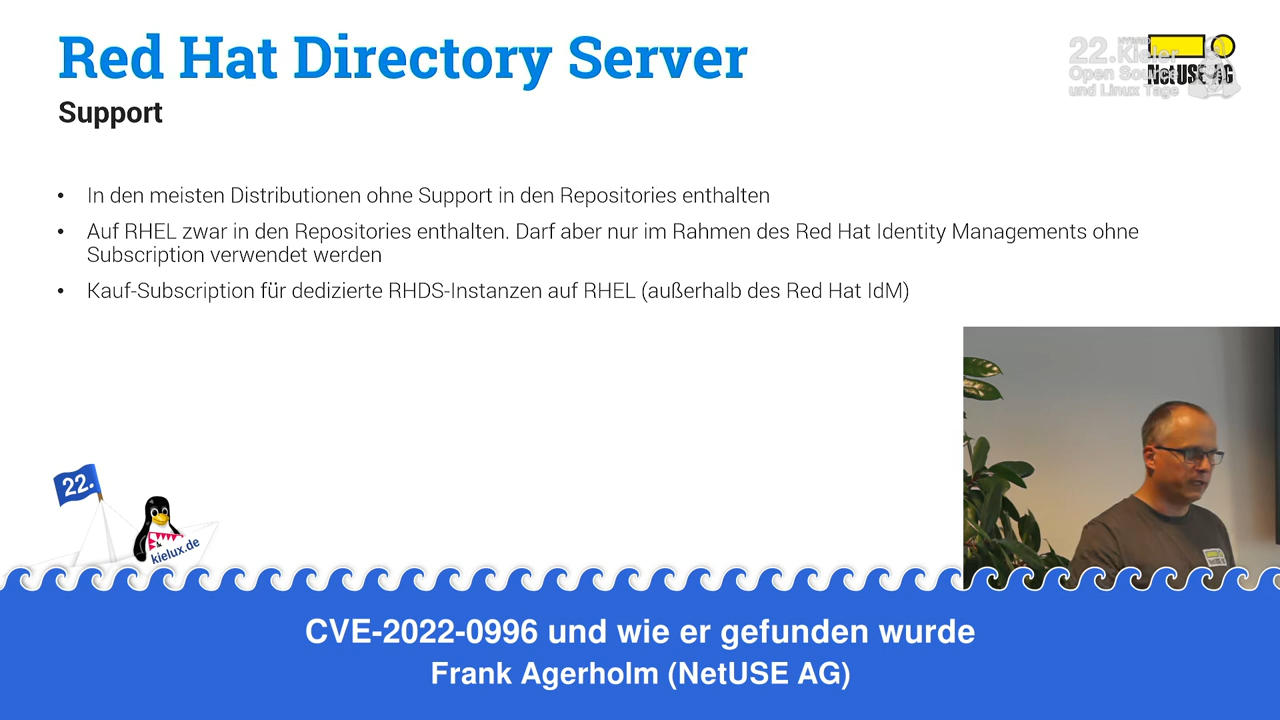 Red Hat Directory Server
Support
22. Kieler
Open Source
und Linux Tage
NetUSE AG
• In den meisten Distributionen ohne Support in den Repositories enthalten
• Auf RHEL zwar in den Repositories enthalten. Darf aber nur im Rahmen des Red Hat Identity Managements ohne
Subscription verwendet werden
• Kauf-Subscription für dedizierte RHDS-Instanzen auf RHEL (außerhalb des Red Hat IdM)
22.
kielux.de
CVE-2022-0996 und wie er gefunden wurde
Frank Agerholm (NetUSE AG)